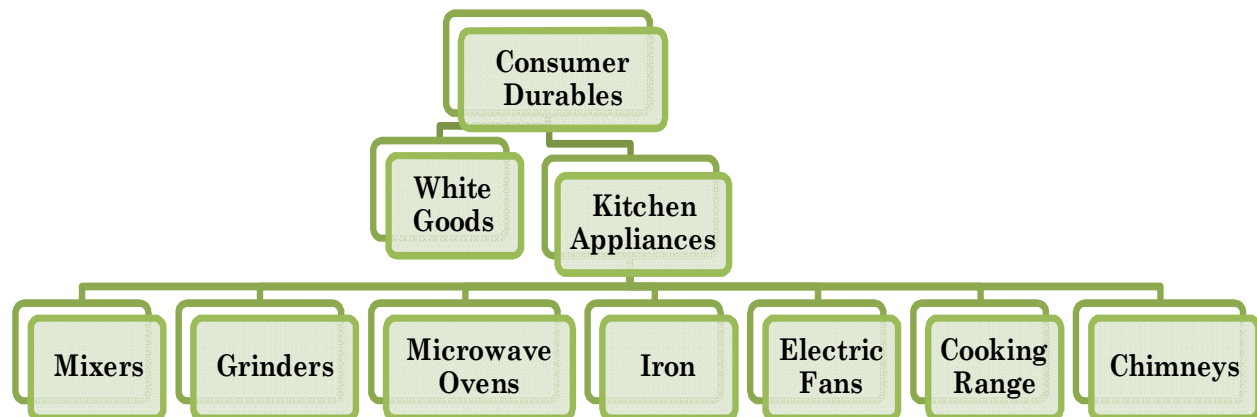 Consumer
Durables
White
Goods
Kitchen
Appliances
Mixers
Grinders
Microwave
Ovens
Iron
Electric
Fans
Cooking
Range
Chimneys